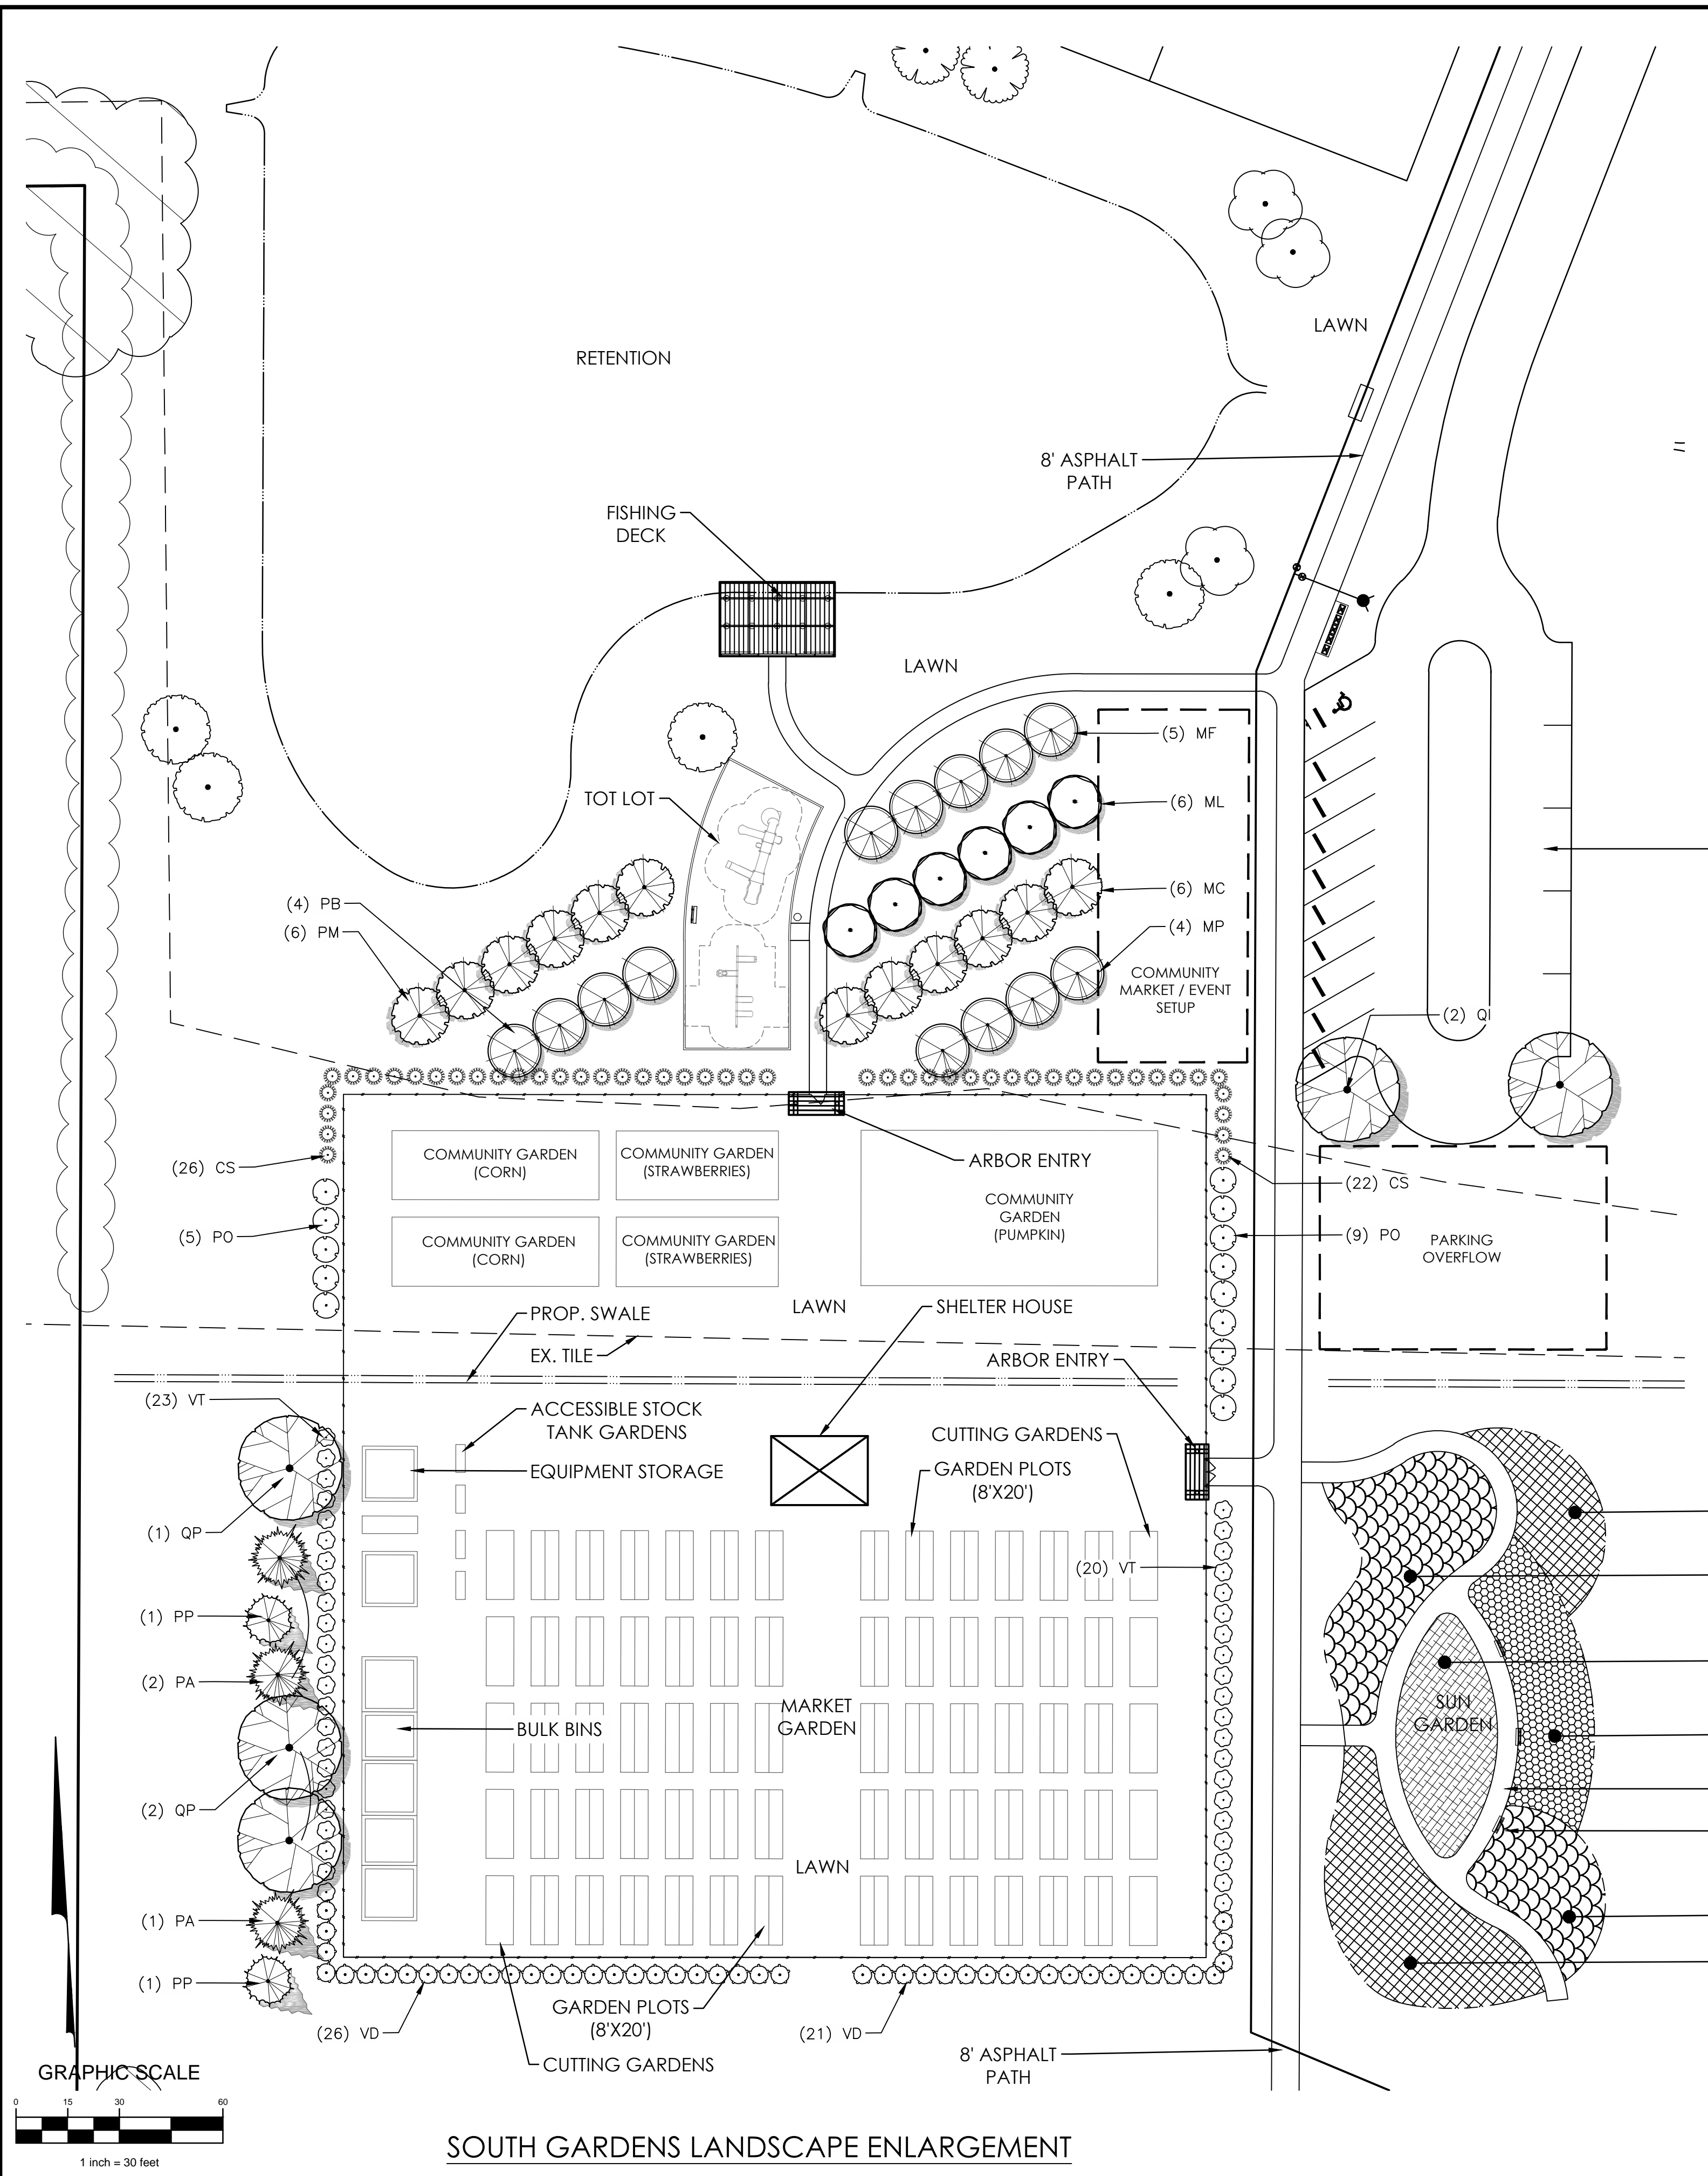 RETENTION
LAWN
8' ASPHALT
PATH
FISHING
DECK
LAWN
(5) MF
TOT LOT
(6) ML
(4) PB
(6) PM
(6) MC
(4) MP
COMMUNITY
MARKET / EVENT
SETUP
(2) QI
(26) CS
COMMUNITY GARDEN
(CORN)
COMMUNITY GARDEN
(STRAWBERRIES)
ARBOR ENTRY
(22) CS
COMMUNITY
GARDEN
(PUMPKIN)
(5) PO
COMMUNITY GARDEN
(CORN)
COMMUNITY GARDEN
(STRAWBERRIES)
(9) PO
PARKING
OVERFLOW
LAWN
PROP. SWALE
SHELTER HOUSE
EX. TILE
ARBOR ENTRY
(23) VT
ACCESSIBLE STOCK
TANK GARDENS
CUTTING GARDENS
EQUIPMENT STORAGE
GARDEN PLOTS
(8'X20')
(1) QP
(20) VT
(1) PP
(2) PA
BULK BINS
MARKET
GARDEN
SUN
GARDEN
(2) QP
LAWN
(1) PA
(1) PP
GARDEN PLOTS
(8'X20')
(26) VD
(21) VD
CUTTING GARDENS
8' ASPHALT
PATH
GRAPHIC SCALE
0 15 30 60
1 inch = 30 feet
SOUTH GARDENS LANDSCAPE ENLARGEMENT